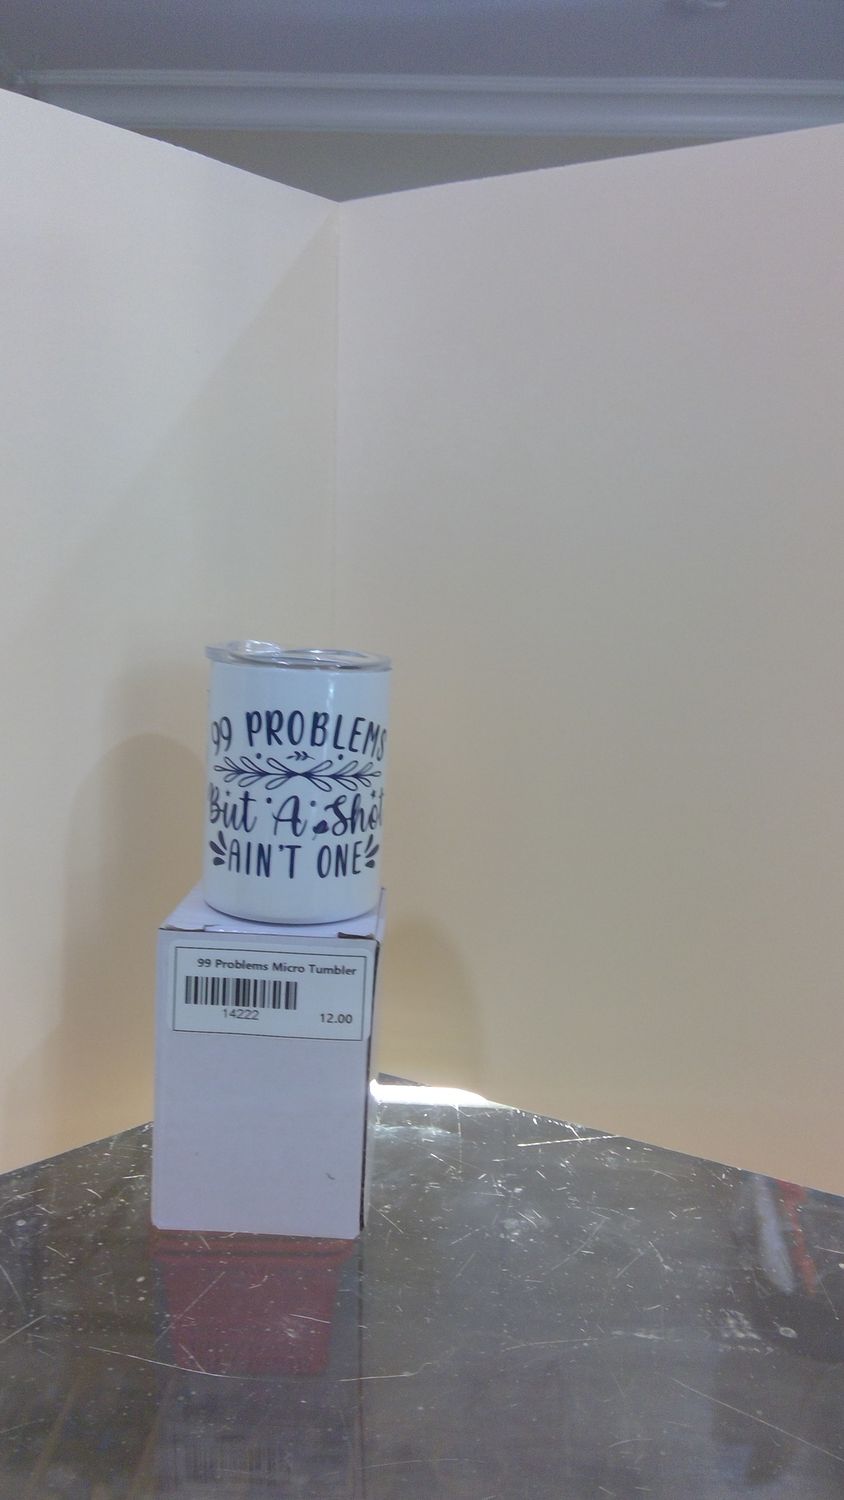 99 PROBLEMS
But A Shot
AIN'T ONE
99 Problems Micro Tumbler
14222
12.00